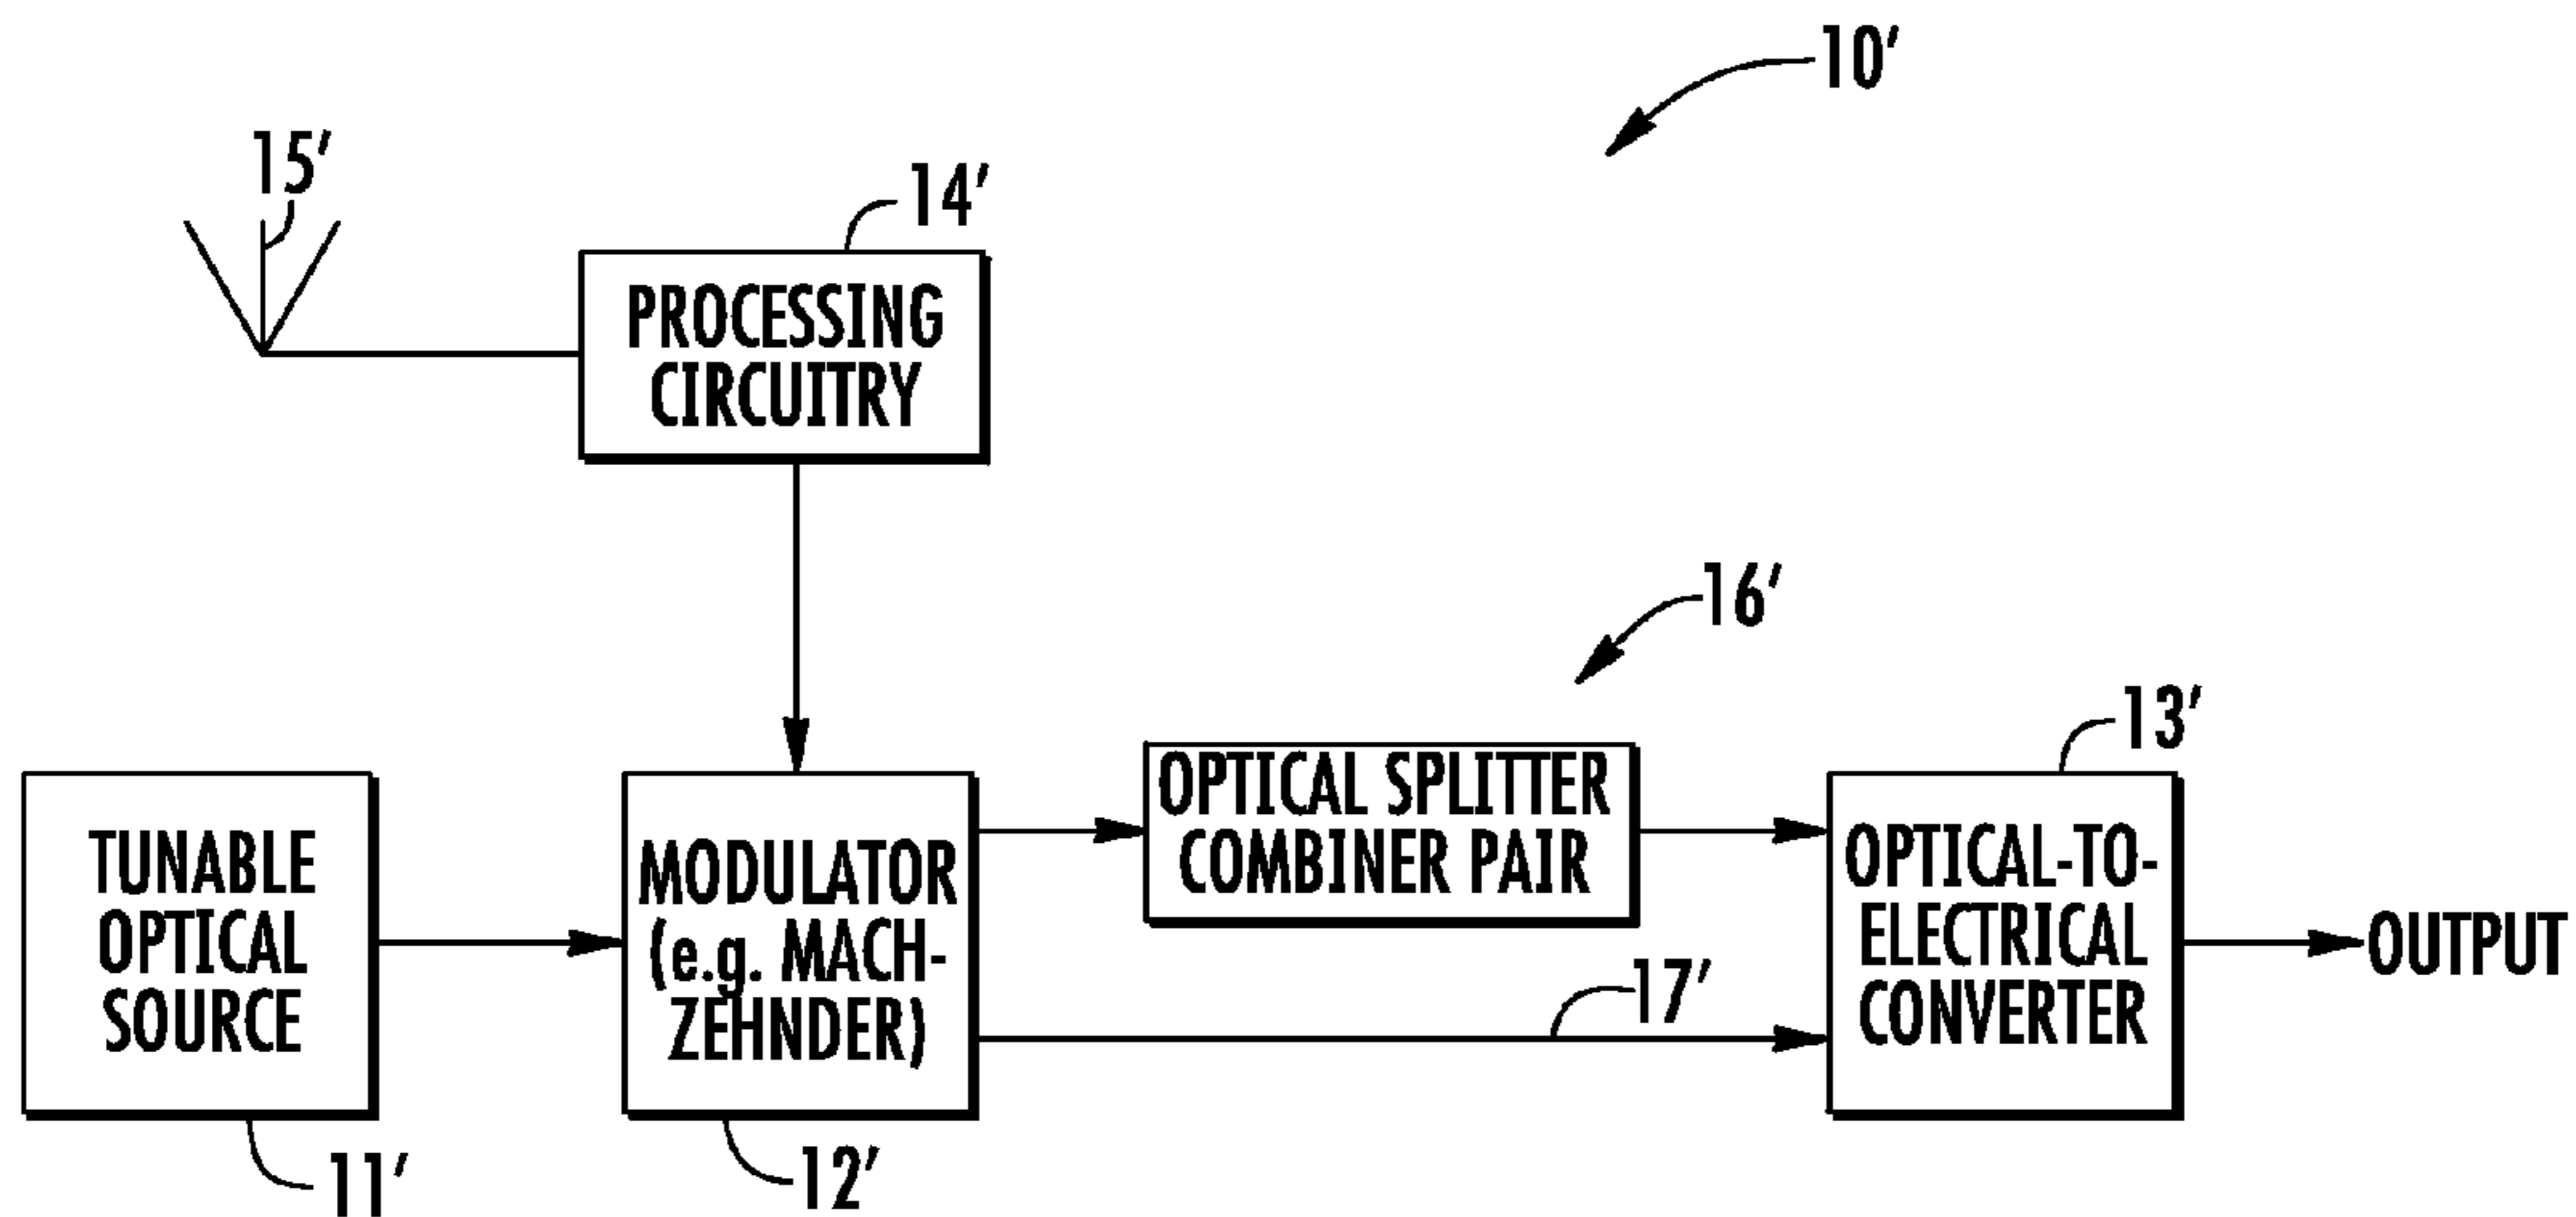 10′
15′
14′
PROCESSING
CIRCUITRY
16′
13′
OPTICAL SPLITTER
COMBINER PAIR
TUNABLE
OPTICAL
SOURCE
MODULATOR
(e.g. MACH-
ZEHNDER)
OPTICAL-TO-
ELECTRICAL
CONVERTER
OUTPUT
17′
11′
12′